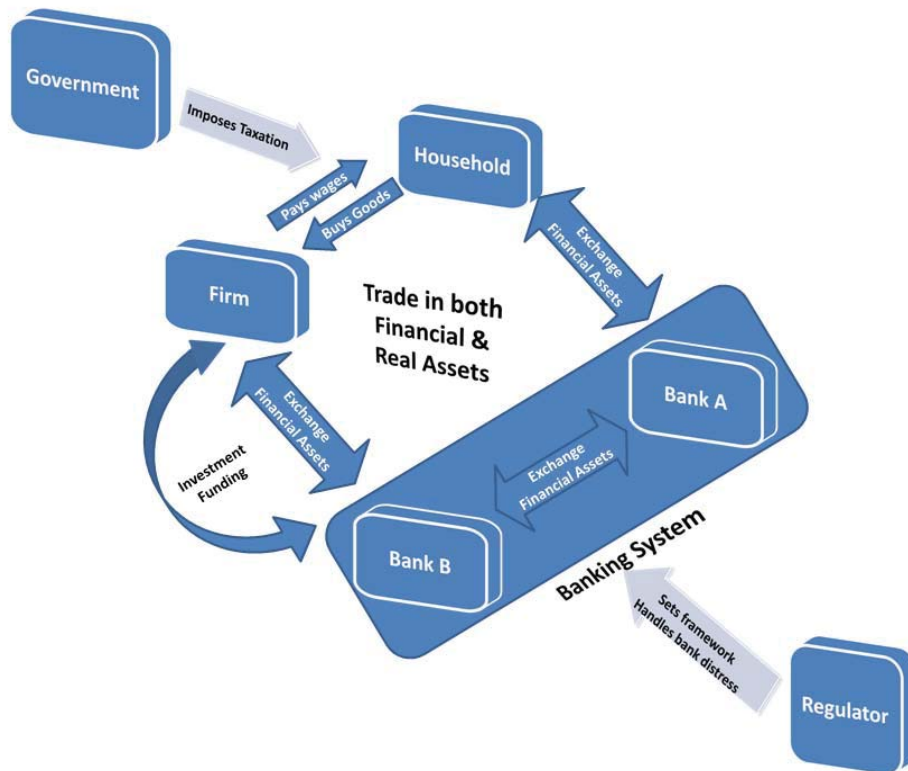 Government
Imposes Taxation
Household
Pays wages
Buys Goods
Exchange
Financial Assets
Firm
Trade in both
Financial &
Real Assets
Bank A
Exchange
Financial Assets
Investment
Funding
Exchange
Financial Assets
Bank B
Banking System
Sets framework
Handles bank distress
Regulator